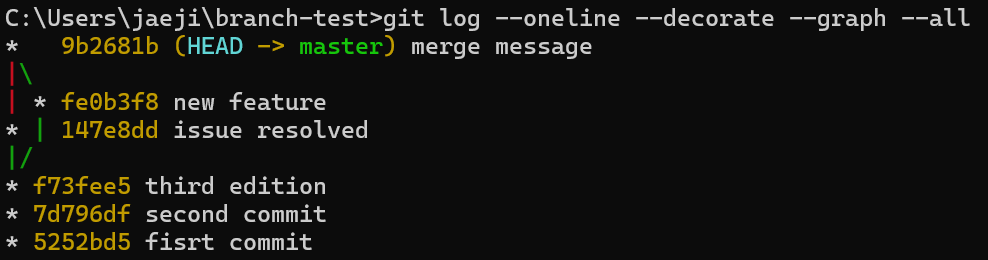 C:\Users\jaeji\branch-test>git log --oneline --decorate --graph --all
*   9b2681b (HEAD -> master) merge message
|\
| * fe0b3f8 new feature
* | 147e8dd issue resolved
|/
* f73fee5 third edition
* 7d796df second commit
* 5252bd5 fisrt commit